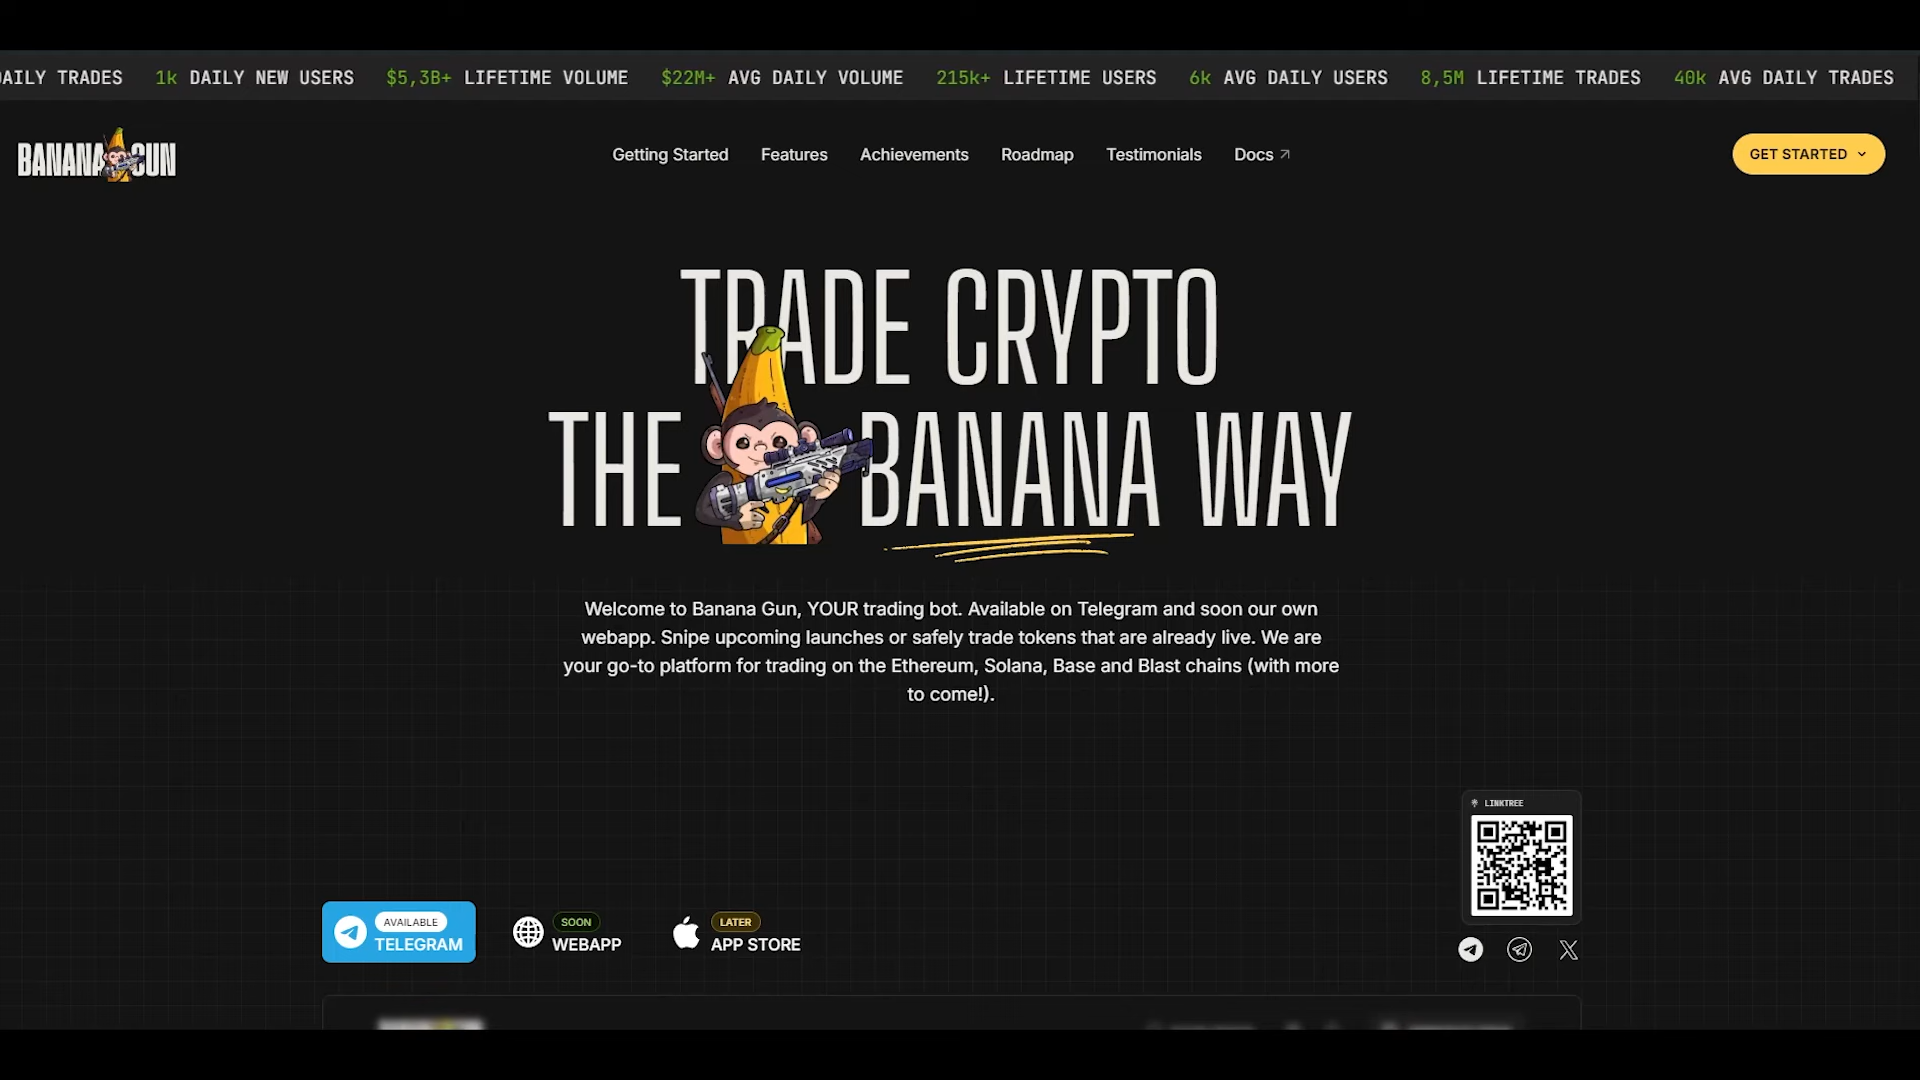 DAILY TRADES 1k DAILY NEW USERS $5,3B+ LIFETIME VOLUME $22M+ AVG DAILY VOLUME 215k+ LIFETIME USERS 6k AVG DAILY USERS 8,5M LIFETIME TRADES 40k AVG DAILY TRADES
BANANA GUN
Getting Started Features Achievements Roadmap Testimonials Docs
GET STARTED
TRADE CRYPTO
THE BANANA WAY
Welcome to Banana Gun, YOUR trading bot. Available on Telegram and soon our own
webapp. Snipe upcoming launches or safely trade tokens that are already live. We are
your go-to platform for trading on the Ethereum, Solana, Base and Blast chains (with more
to come!).
LINKTREE
AVAILABLE
TELEGRAM
SOON
WEBAPP
LATER
APP STORE